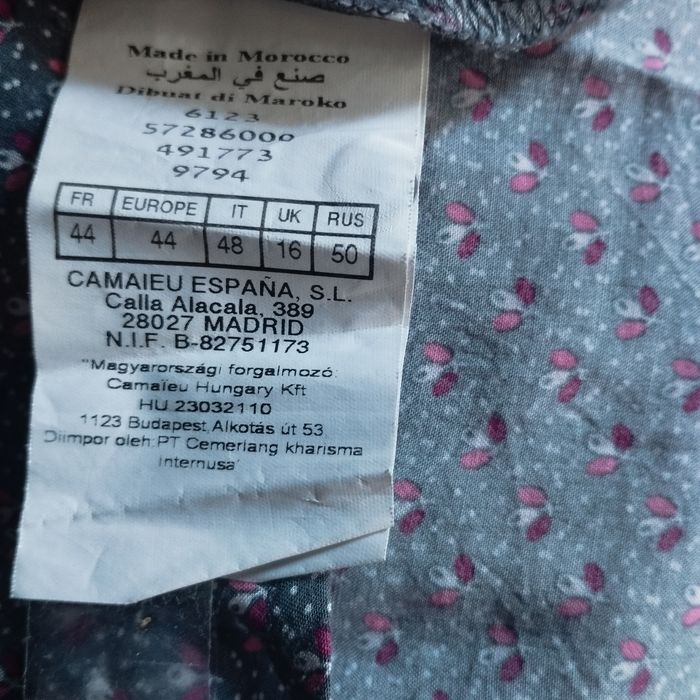 Made in Morocco
صنع في المغرب
Dibuat di Maroko
6123
57286000
491773
9794
FR EUROPE IT UK RUS
44 44 48 16 50
CAMAIEU ESPAÑA, S.L.
Calla Alacala, 389
28027 MADRID
N.I.F. B-82751173
"Magyarországi forgalmozó:
Camaïeu Hungary Kft
HU 23032110
1123 Budapest, Alkotás út 53
Diimpor oleh:PT Cemerlang kharisma
internusa"